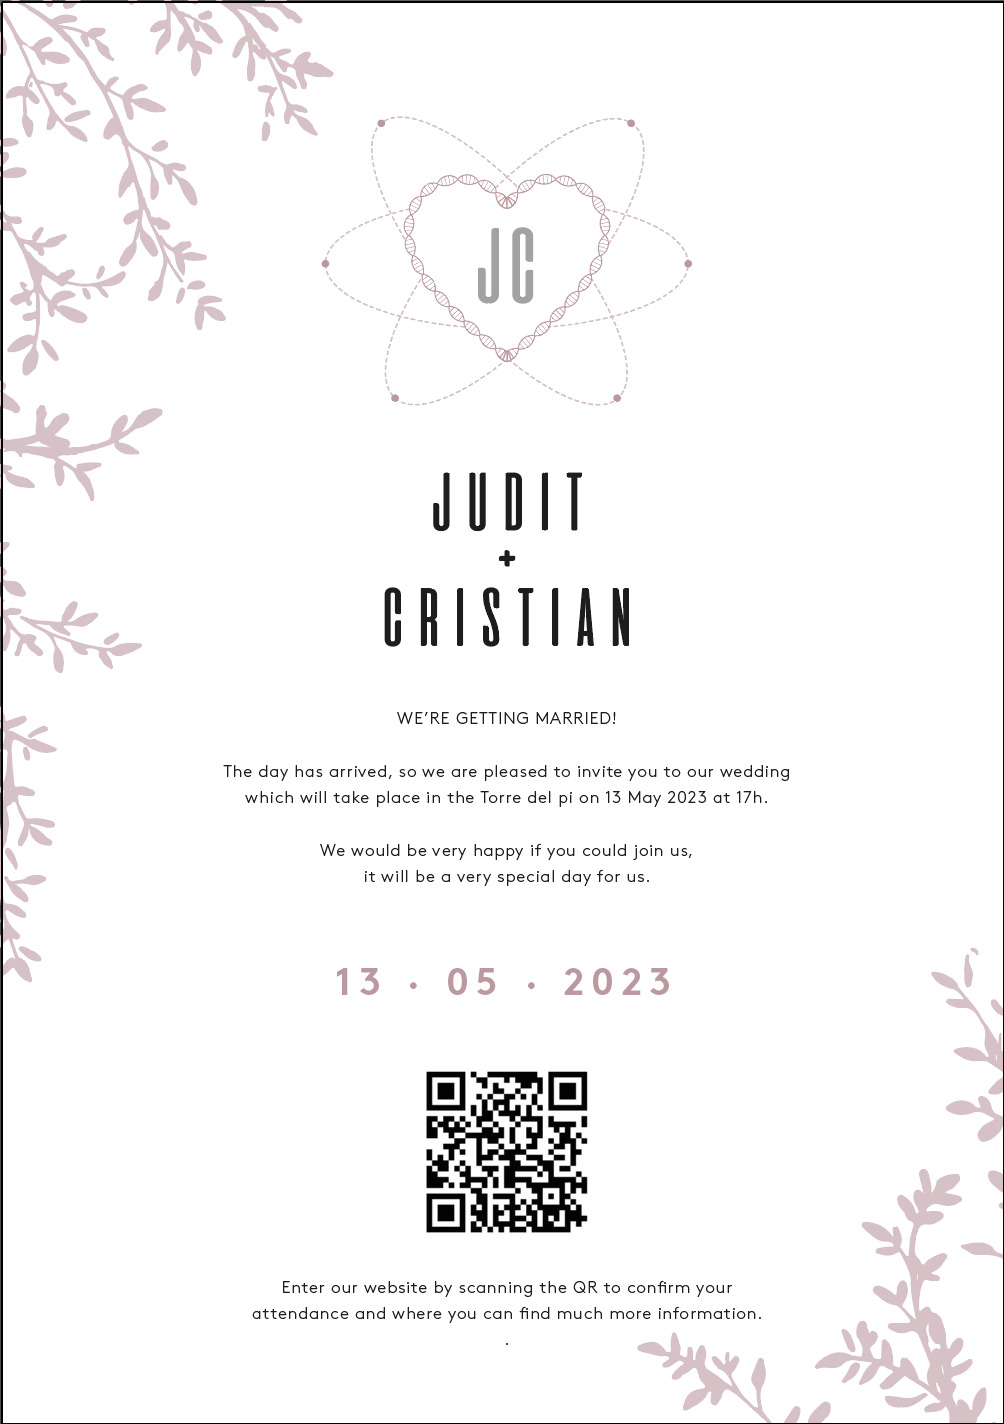 JC
JUDIT
+
CRISTIAN
WE’RE GETTING MARRIED!
The day has arrived, so we are pleased to invite you to our wedding
which will take place in the Torre del pi on 13 May 2023 at 17h.
We would be very happy if you could join us,
it will be a very special day for us.
13 · 05 · 2023
Enter our website by scanning the QR to confirm your
attendance and where you can find much more information.
.